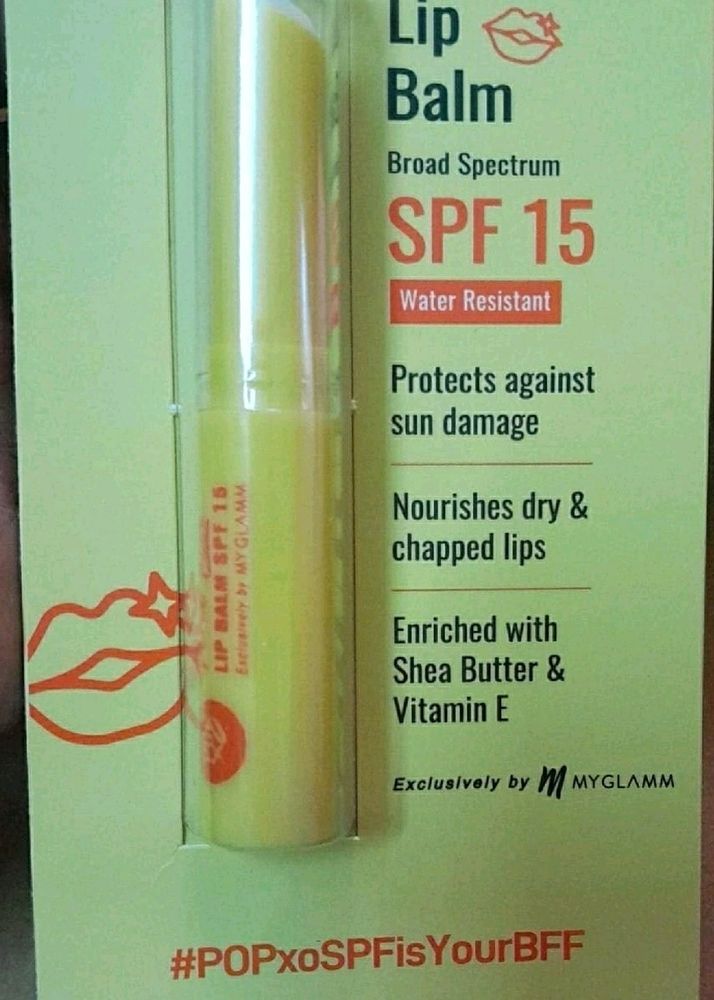 Lip
Balm
Broad Spectrum
SPF 15
Water Resistant
Protects against
sun damage
Nourishes dry &
chapped lips
Enriched with
Shea Butter &
Vitamin E
Exclusively by M MYGLAMM
#POPxoSPFisYourBFF
LIP BALM SPF 15
Exclusively by MYGLAMM